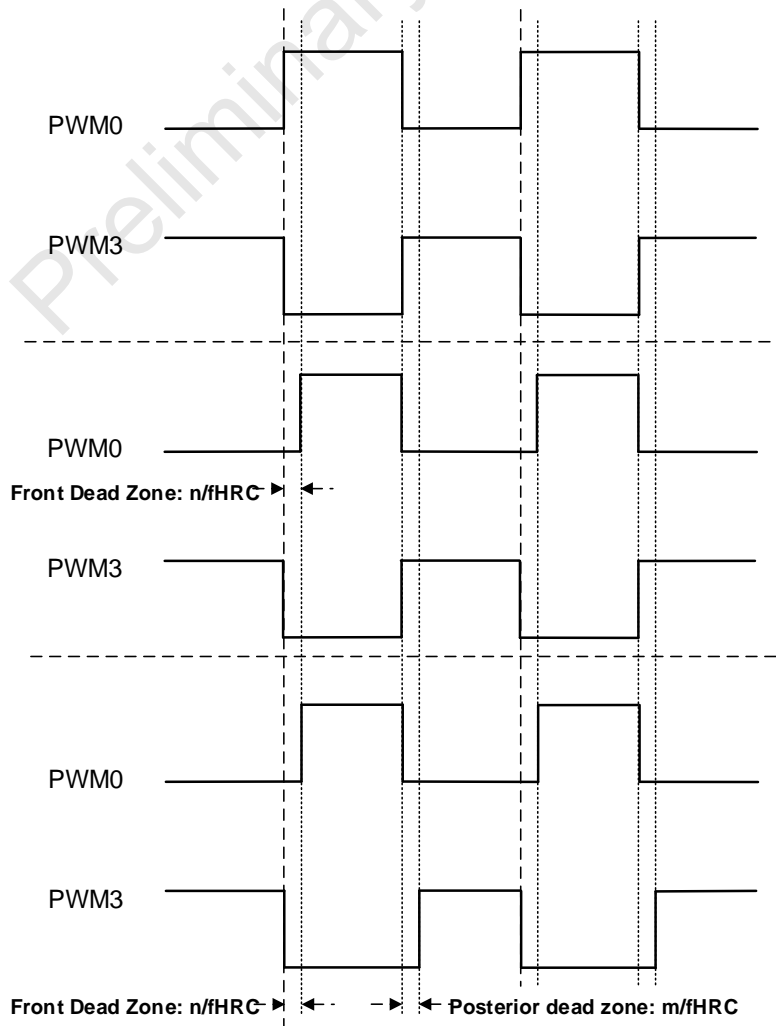 Preliminary
PWM0
PWM3
PWM0
Front Dead Zone: n/fHRC
PWM3
PWM0
PWM3
Front Dead Zone: n/fHRC
Posterior dead zone: m/fHRC